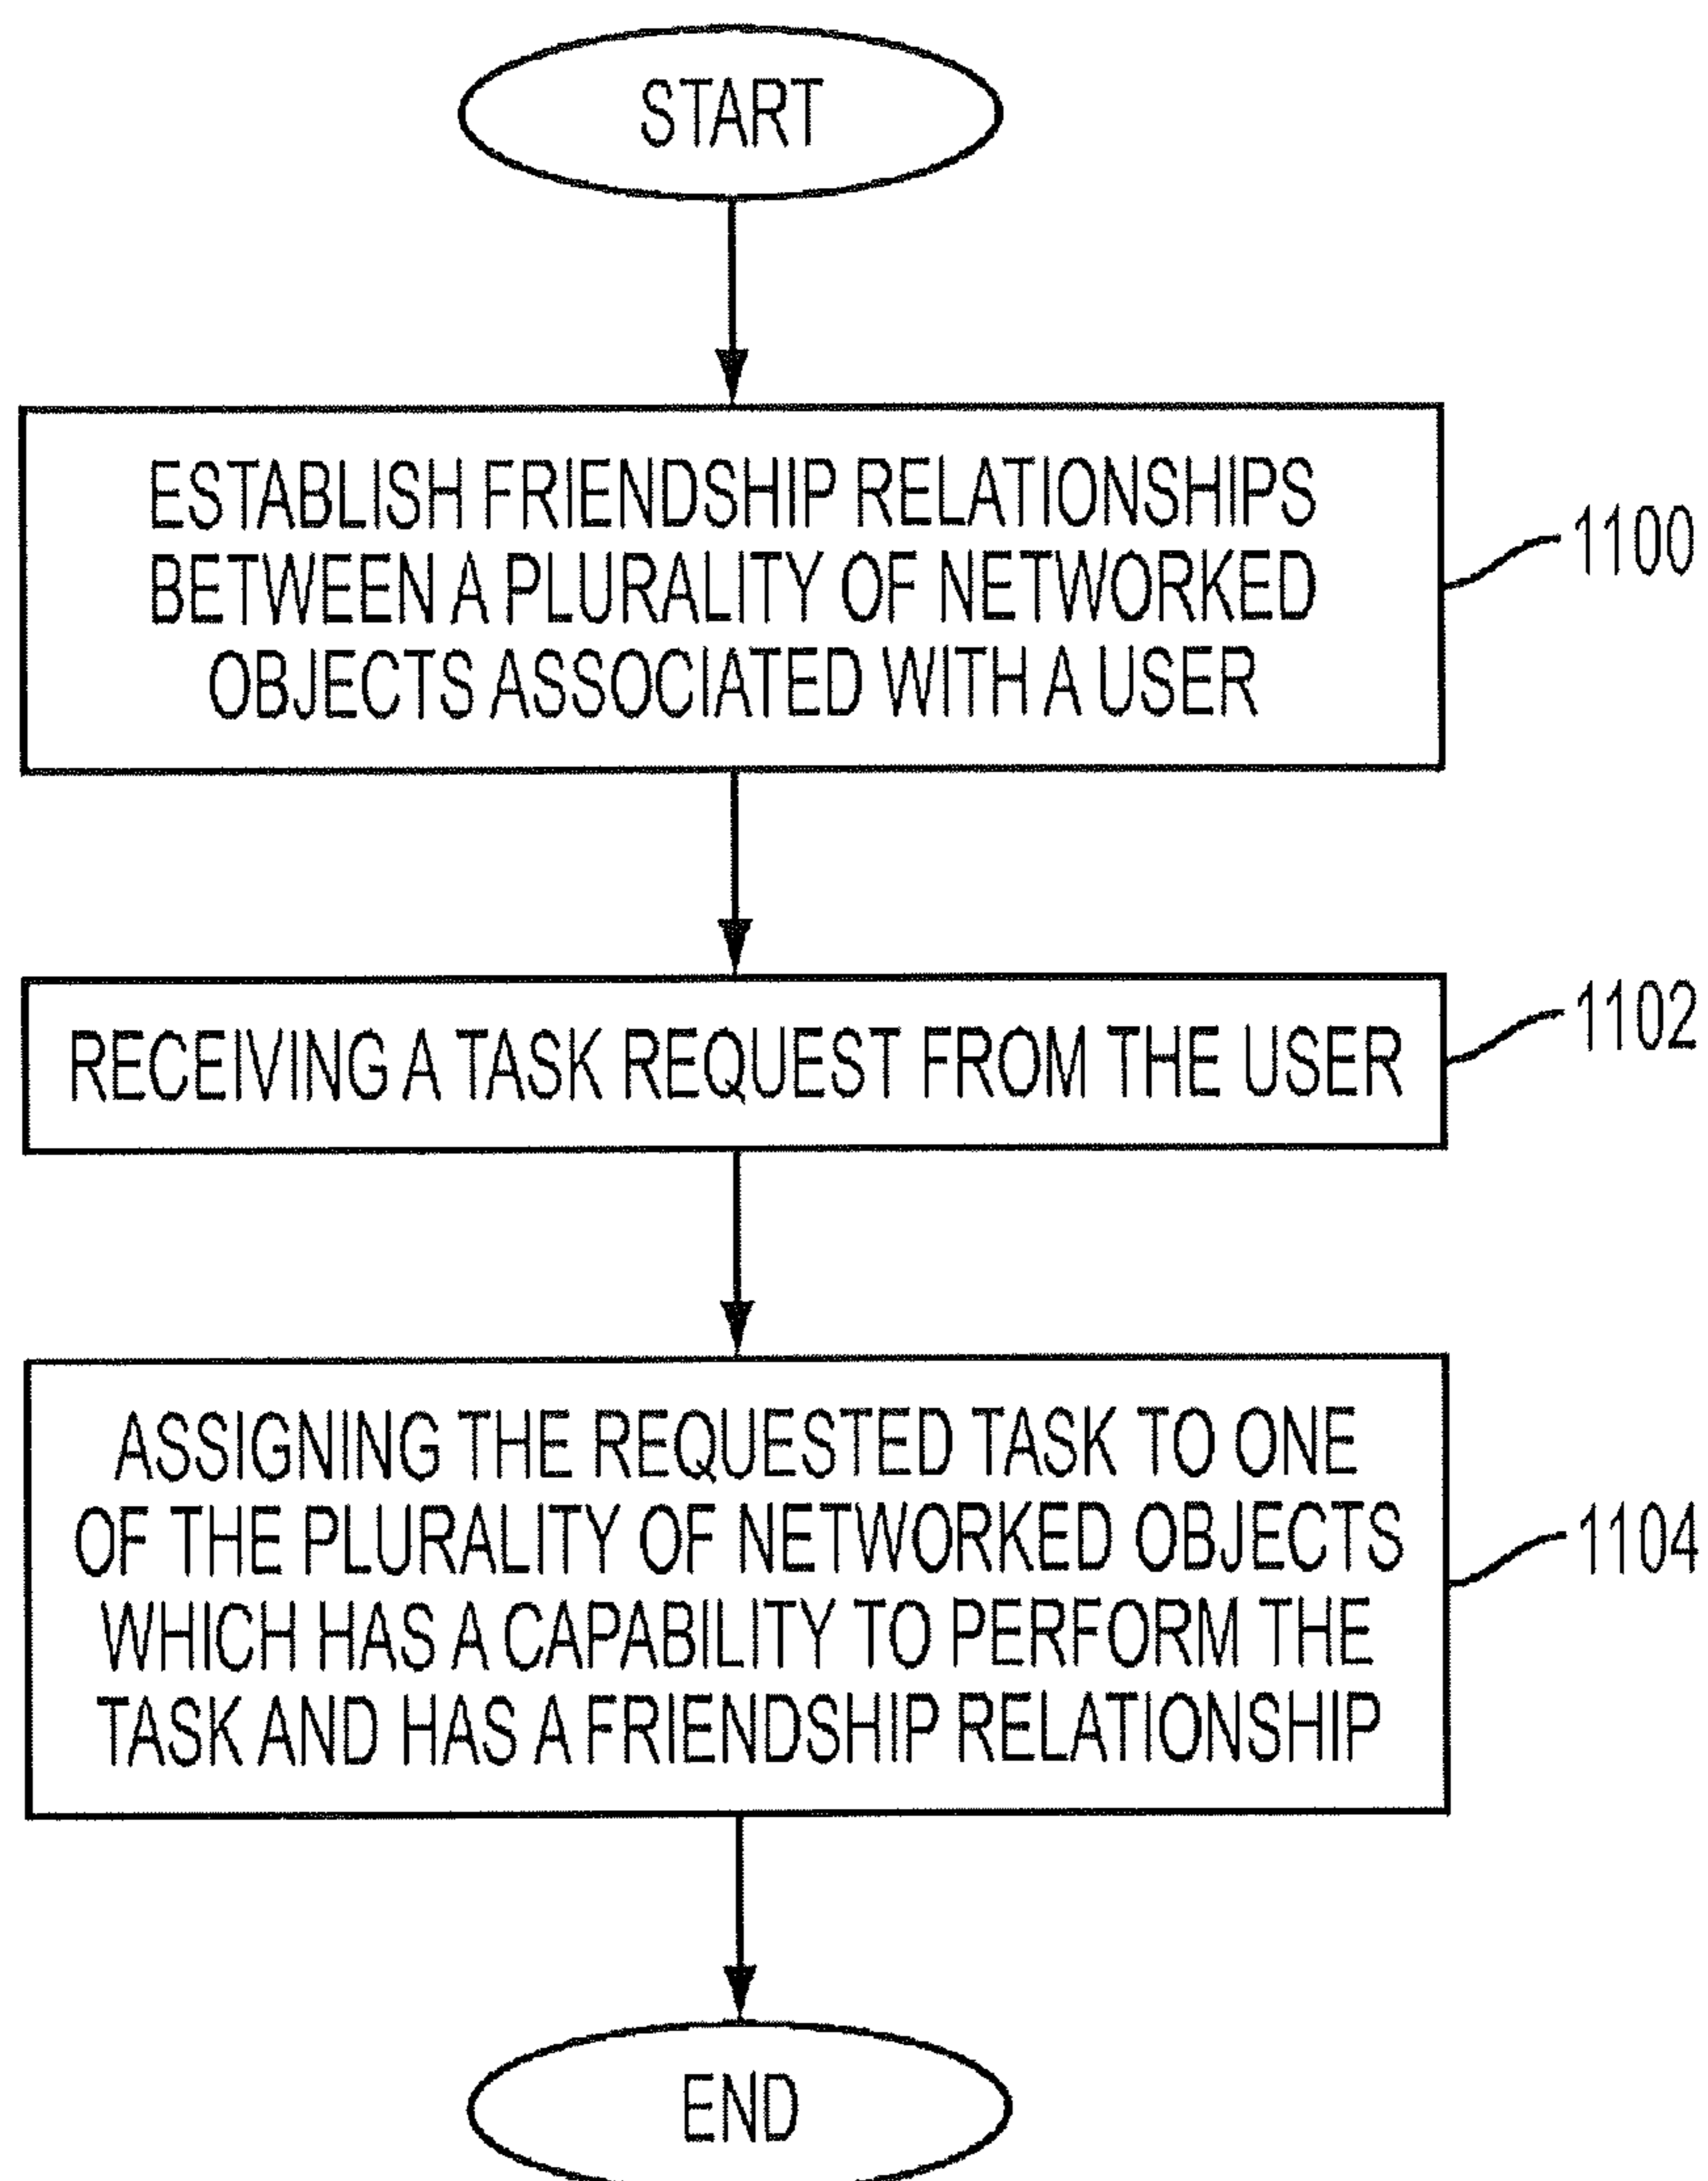 START
ESTABLISH FRIENDSHIP RELATIONSHIPS
BETWEEN A PLURALITY OF NETWORKED
OBJECTS ASSOCIATED WITH A USER
1100
RECEIVING A TASK REQUEST FROM THE USER
1102
ASSIGNING THE REQUESTED TASK TO ONE
OF THE PLURALITY OF NETWORKED OBJECTS
WHICH HAS A CAPABILITY TO PERFORM THE
TASK AND HAS A FRIENDSHIP RELATIONSHIP
1104
END